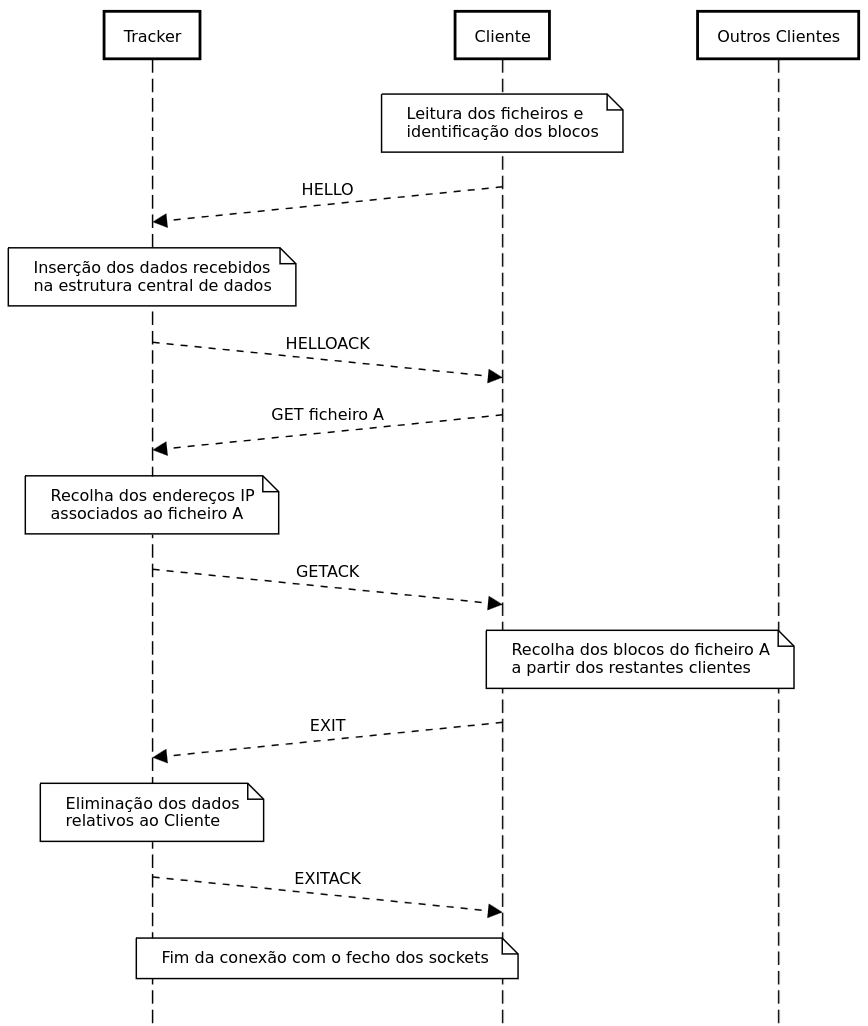 Tracker
Cliente
Outros Clientes
Leitura dos ficheiros e
identificação dos blocos
HELLO
Inserção dos dados recebidos
na estrutura central de dados
HELLOACK
GET ficheiro A
Recolha dos endereços IP
associados ao ficheiro A
GETACK
Recolha dos blocos do ficheiro A
a partir dos restantes clientes
EXIT
Eliminação dos dados
relativos ao Cliente
EXITACK
Fim da conexão com o fecho dos sockets